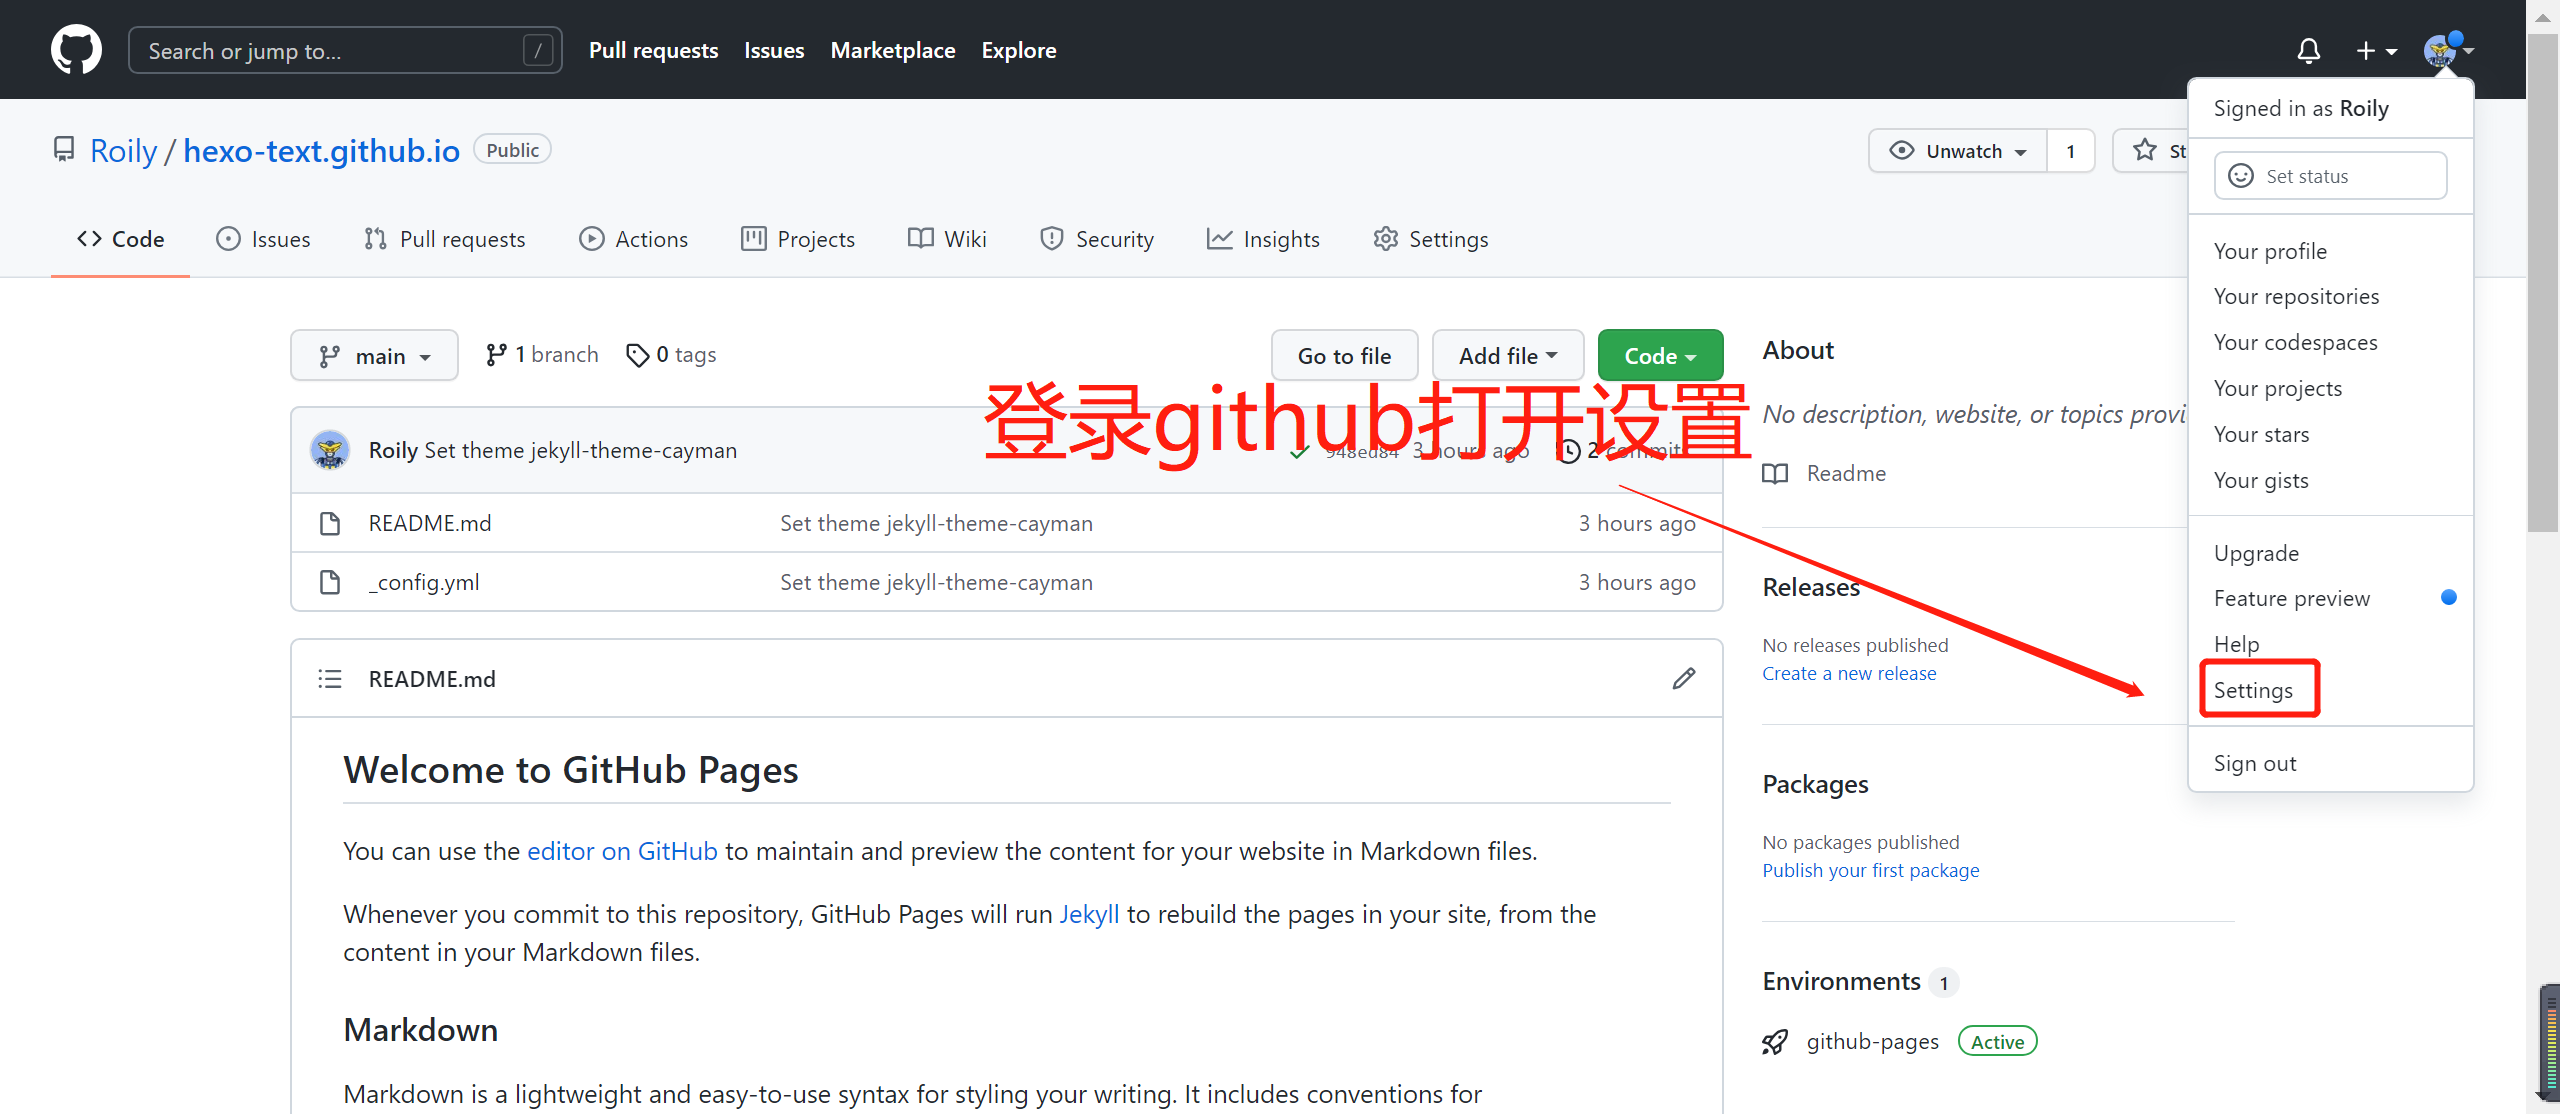 Search or jump to...
/
Pull requests
Issues
Marketplace
Explore
Roily / hexo-text.github.io
Public
Unwatch
1
Code
Issues
Pull requests
Actions
Projects
Wiki
Security
Insights
Settings
main
1 branch
0 tags
Go to file
Add file
Code
登录github打开设置
Roily Set theme jekyll-theme-cayman
948ed84
3 hours ago
2 commits
README.md
Set theme jekyll-theme-cayman
3 hours ago
_config.yml
Set theme jekyll-theme-cayman
3 hours ago
README.md
Welcome to GitHub Pages
You can use the editor on GitHub to maintain and preview the content for your website in Markdown files.
Whenever you commit to this repository, GitHub Pages will run Jekyll to rebuild the pages in your site, from the
content in your Markdown files.
Markdown
Markdown is a lightweight and easy-to-use syntax for styling your writing. It includes conventions for
About
No description, website, or topics
Readme
Releases
No releases published
Create a new release
Packages
No packages published
Publish your first package
Environments 1
github-pages
Active
Signed in as Roily
Set status
Your profile
Your repositories
Your codespaces
Your projects
Your stars
Your gists
Upgrade
Feature preview
Help
Settings
Sign out